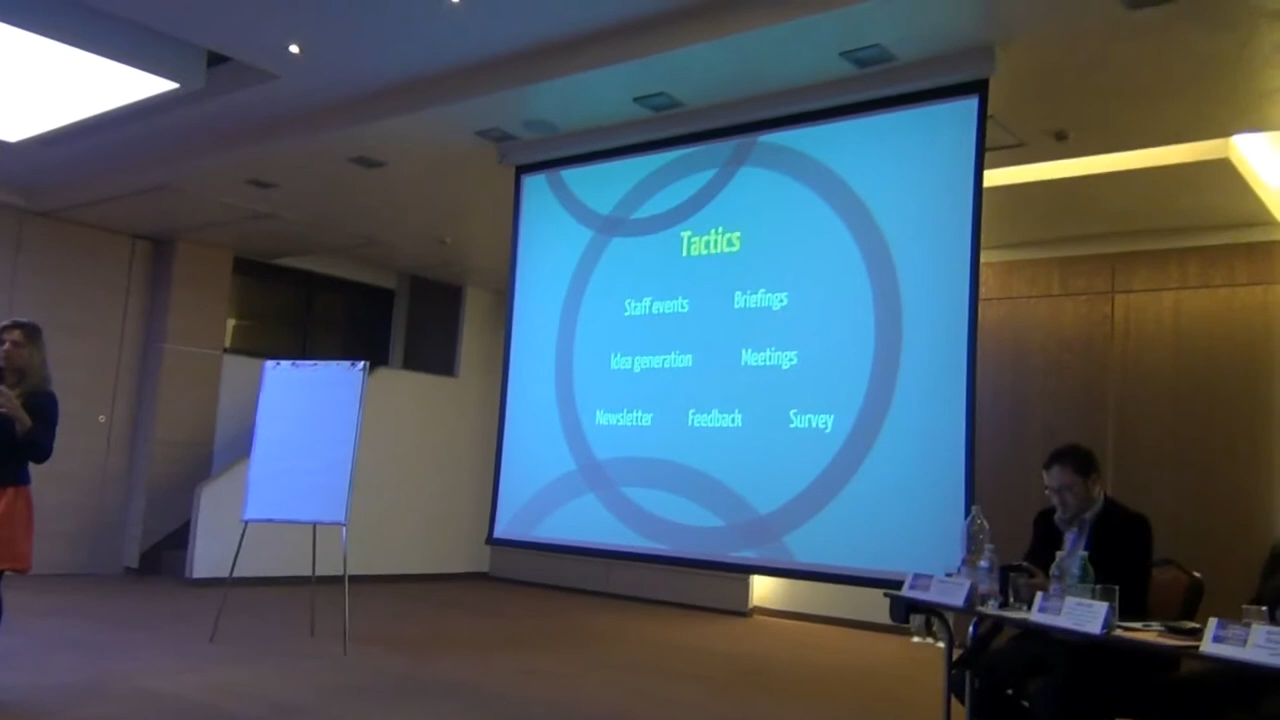 Tactics
Staff events Briefings
Idea generation Meetings
Newsletter Feedback Survey